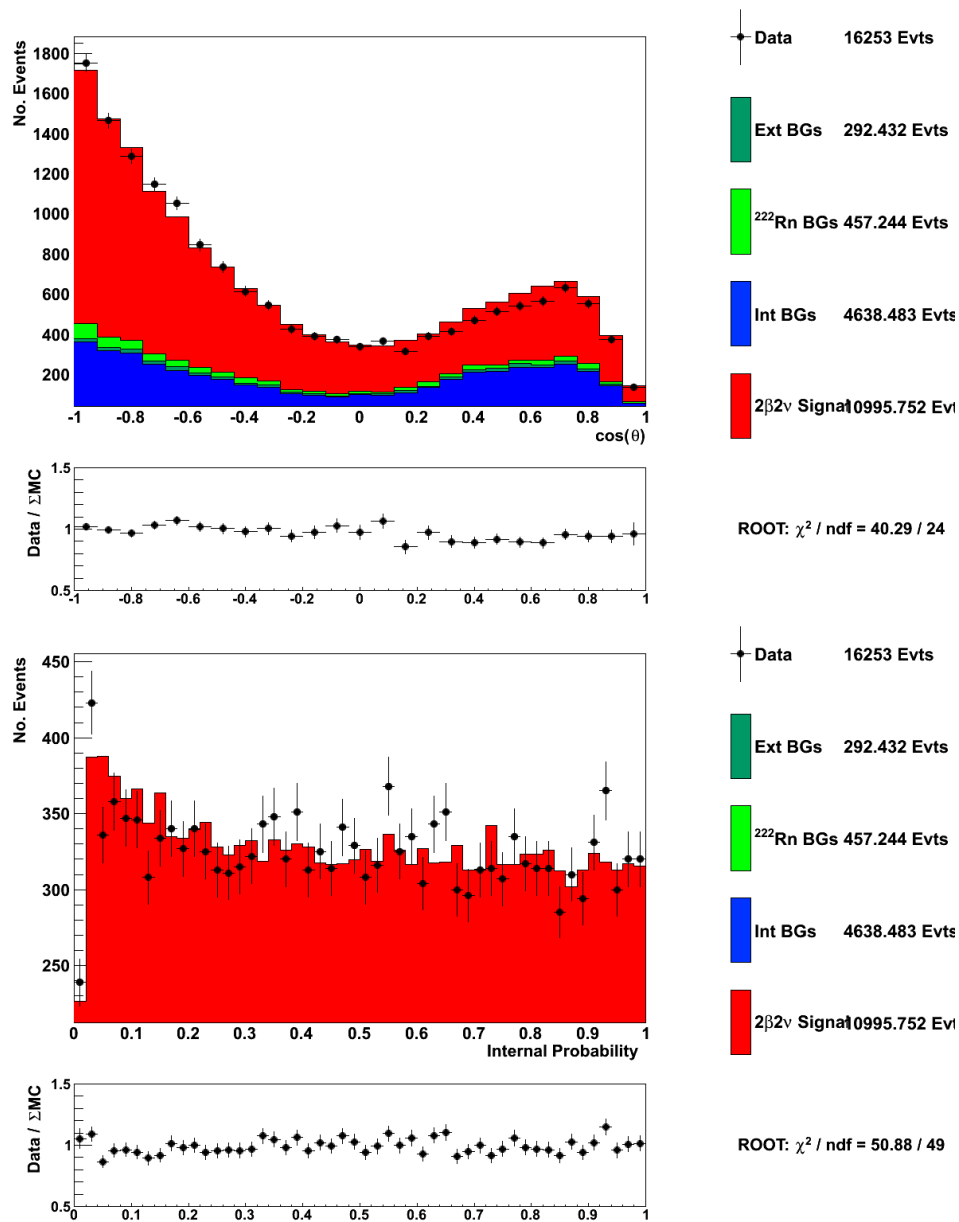 No. Events
1800
1600
1400
1200
1000
800
600
400
200
-1 -0.8 -0.6 -0.4 -0.2 0 0.2 0.4 0.6 0.8 1
cos(θ)
Data 16253 Evts
Ext BGs 292.432 Evts
²²²Rn BGs 457.244 Evts
Int BGs 4638.483 Evts
2β2ν Signal 10995.752 Evt
Data / ΣMC
1.5
1
0.5
-1 -0.8 -0.6 -0.4 -0.2 0 0.2 0.4 0.6 0.8 1
ROOT: χ² / ndf = 40.29 / 24
No. Events
450
400
350
300
250
0 0.1 0.2 0.3 0.4 0.5 0.6 0.7 0.8 0.9 1
Internal Probability
Data 16253 Evts
Ext BGs 292.432 Evts
²²²Rn BGs 457.244 Evts
Int BGs 4638.483 Evts
2β2ν Signal 10995.752 Evt
Data / ΣMC
1.5
1
0.5
0 0.1 0.2 0.3 0.4 0.5 0.6 0.7 0.8 0.9 1
ROOT: χ² / ndf = 50.88 / 49